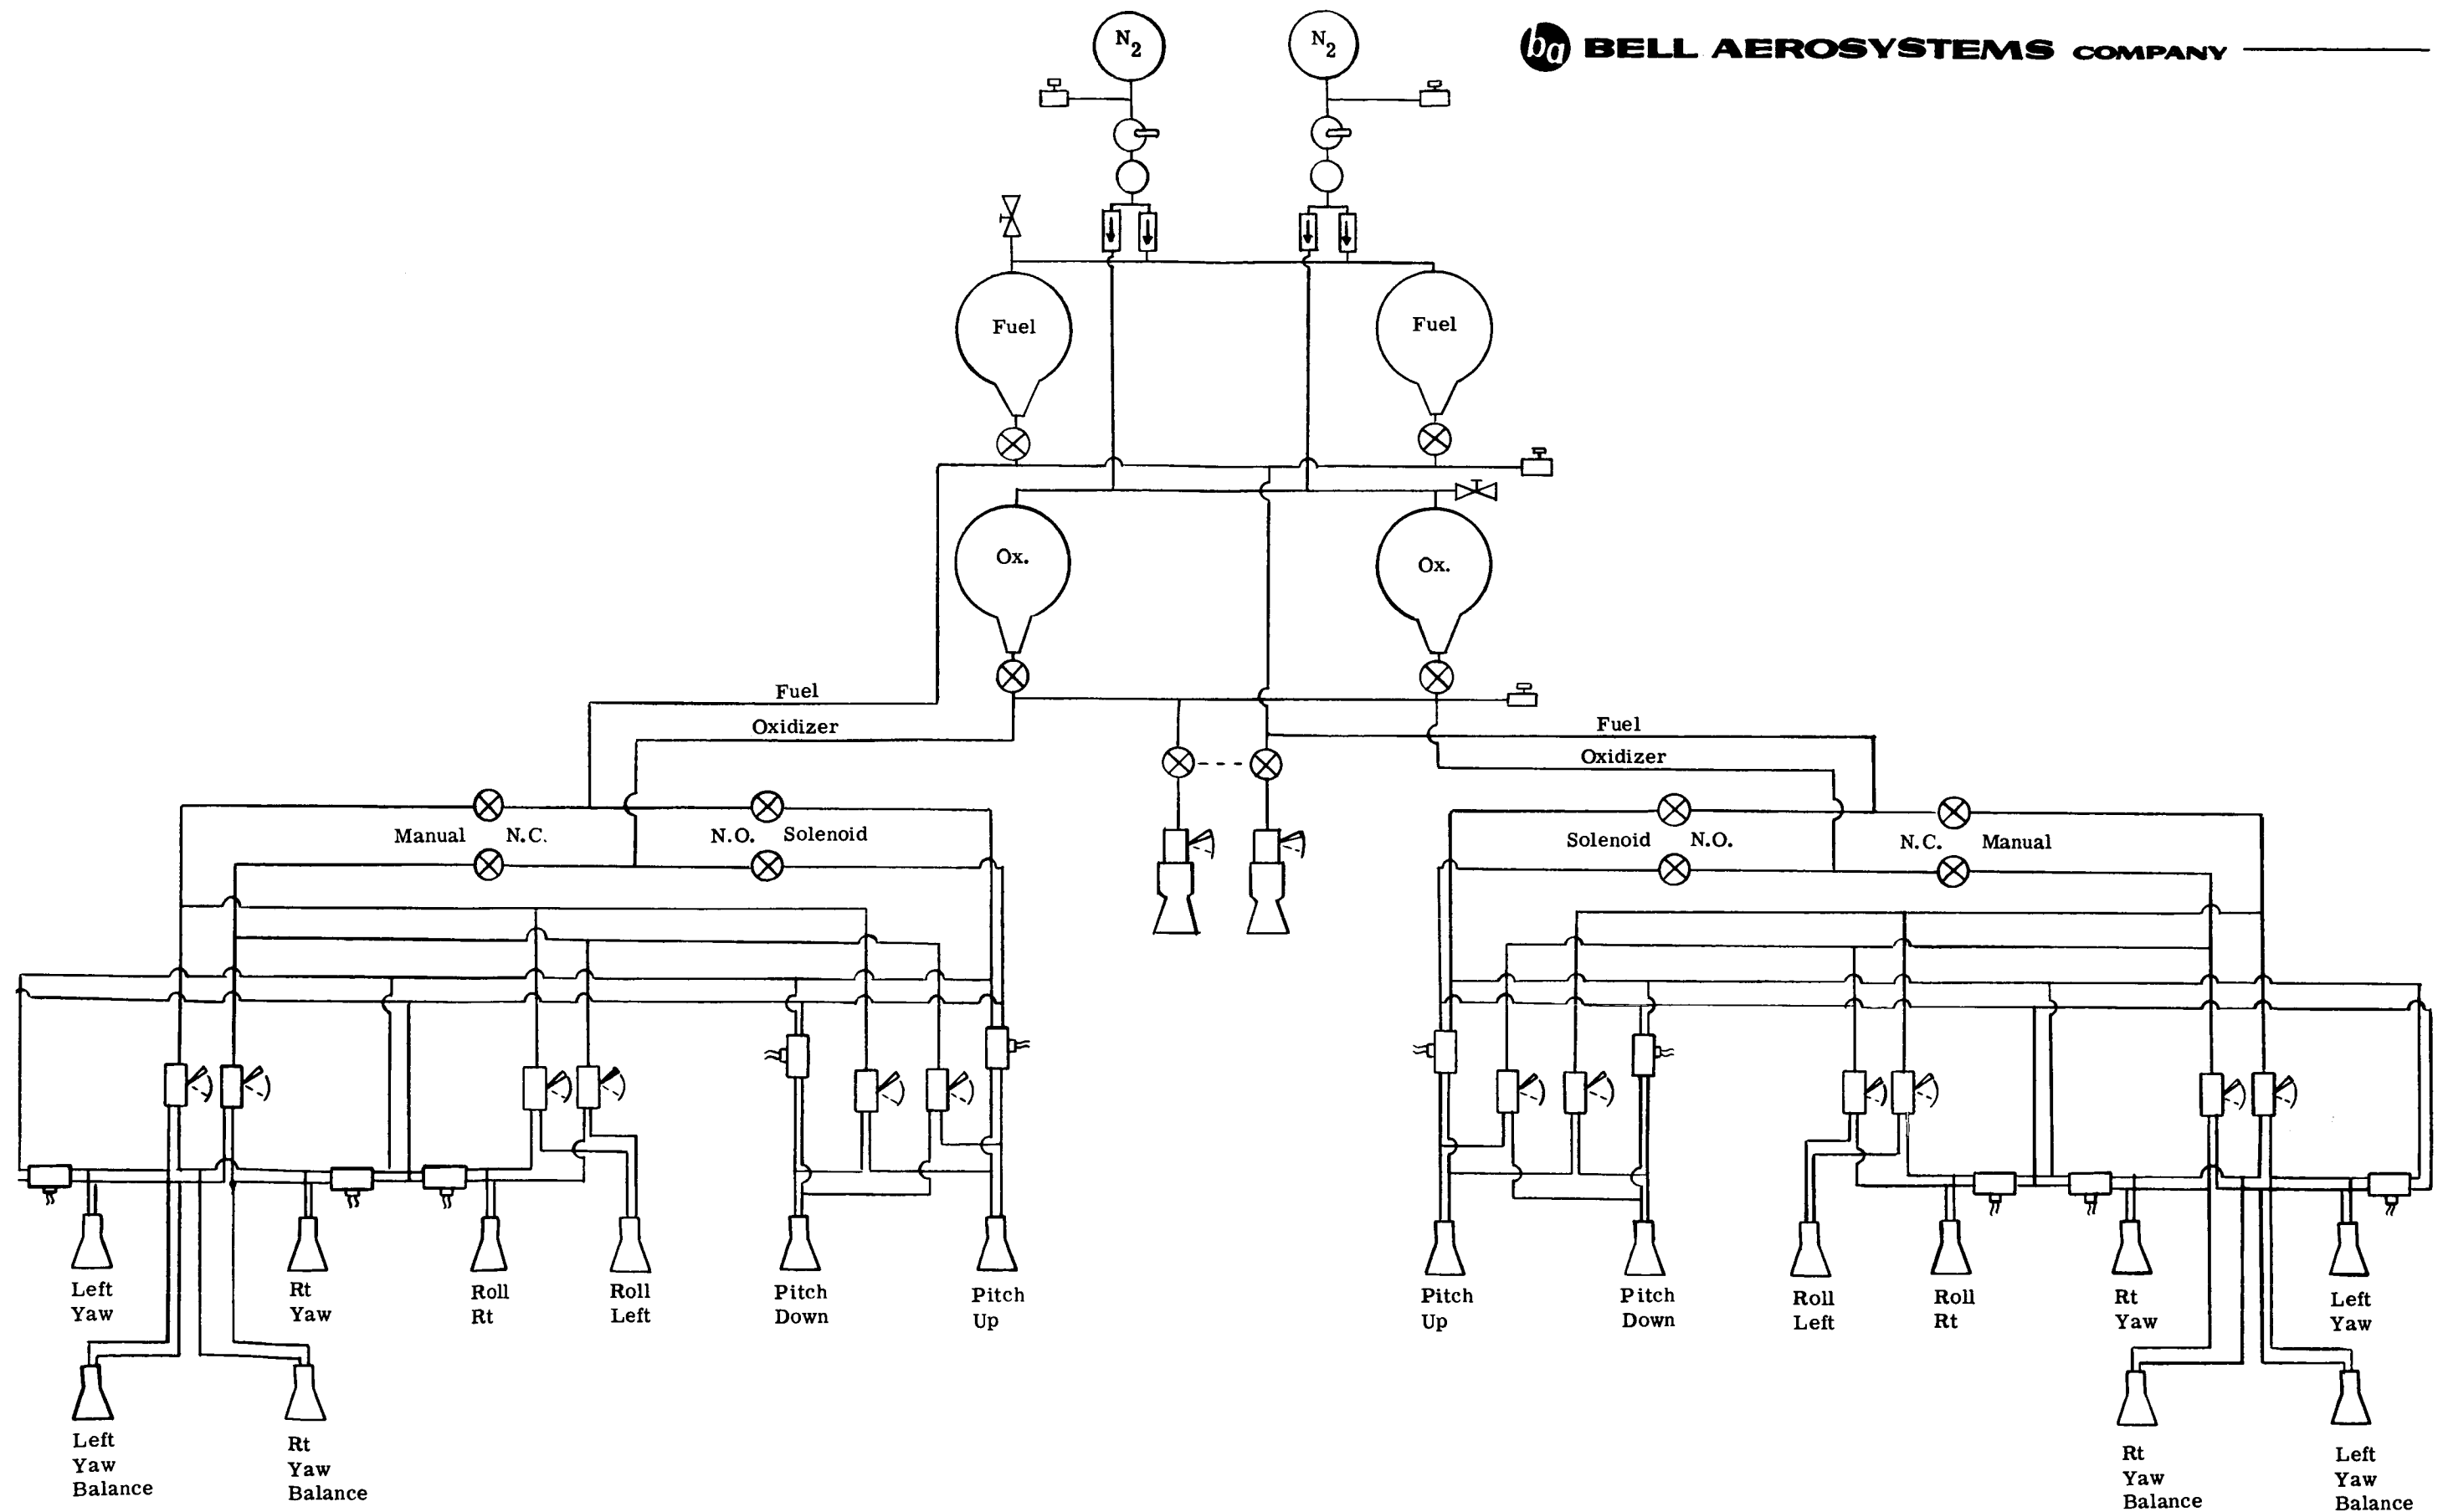 N2
N2
ba BELL AEROSYSTEMS COMPANY
Fuel
Fuel
Ox.
Ox.
Fuel
Oxidizer
Fuel
Oxidizer
Manual N.C.
N.O. Solenoid
Solenoid N.O.
N.C. Manual
Left
Yaw
Rt
Yaw
Roll
Rt
Roll
Left
Pitch
Down
Pitch
Up
Pitch
Up
Pitch
Down
Roll
Left
Roll
Rt
Rt
Yaw
Left
Yaw
Left
Yaw
Balance
Rt
Yaw
Balance
Rt
Yaw
Balance
Left
Yaw
Balance